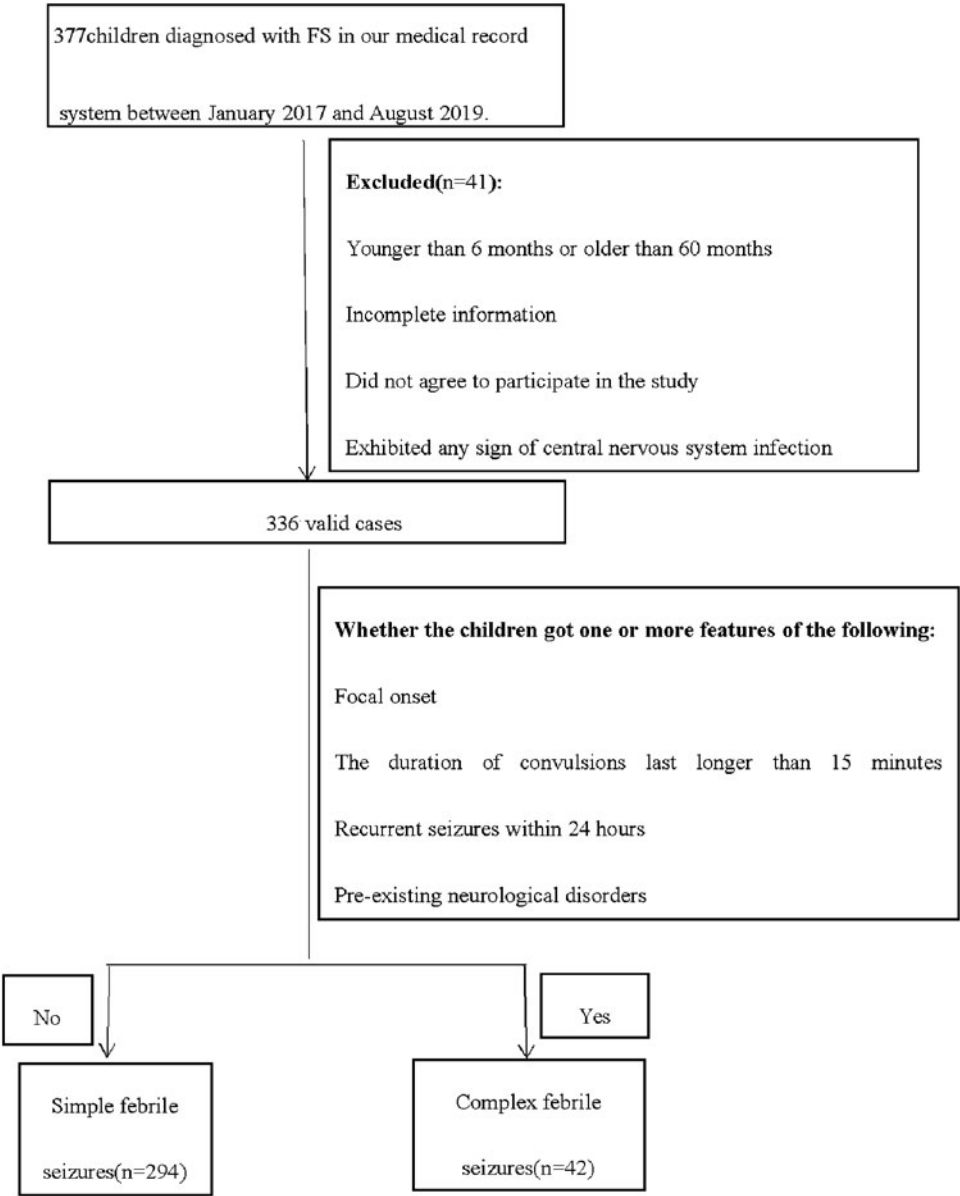 377children diagnosed with FS in our medical record
system between January 2017 and August 2019.
Excluded(n=41):
Younger than 6 months or older than 60 months
Incomplete information
Did not agree to participate in the study
Exhibited any sign of central nervous system infection
336 valid cases
Whether the children got one or more features of the following:
Focal onset
The duration of convulsions last longer than 15 minutes
Recurrent seizures within 24 hours
Pre-existing neurological disorders
No
Yes
Simple febrile
seizures(n=294)
Complex febrile
seizures(n=42)